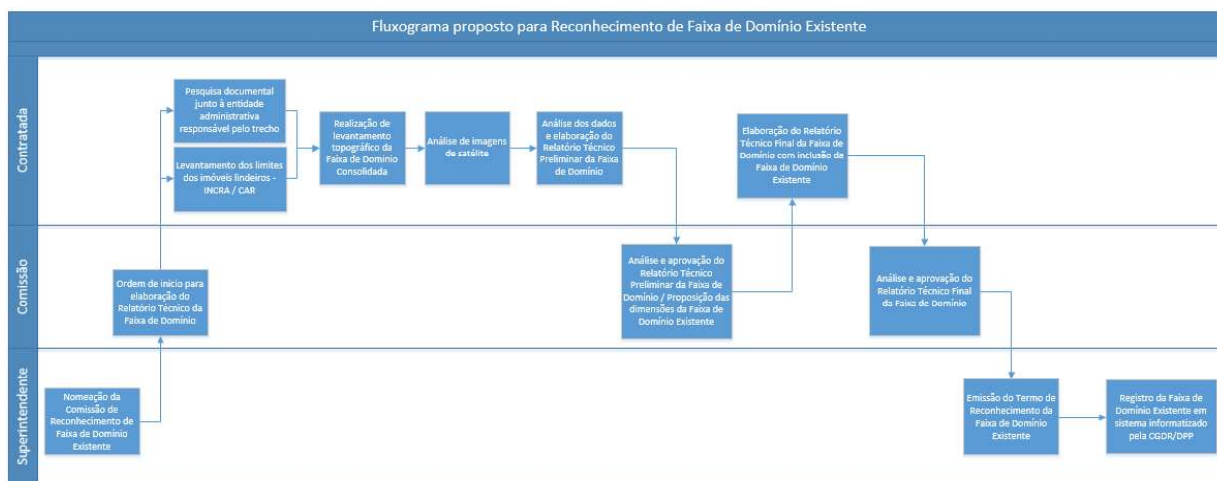 Fluxograma proposto para Reconhecimento de Faixa de Domínio Existente
Contratada
Pesquisa documental
junto à entidade
administrativa
responsável pelo trecho
Levantamento dos limites
dos imóveis lindeiros -
INCRA / CAR
Realização de
levantamento
topográfico da
Faixa de Domínio
Consolidada
Análise de imagens
de satélite
Análise dos dados
e elaboração do
Relatório Técnico
Preliminar da Faixa
de Domínio
Elaboração do Relatório
Técnico Final da Faixa
de Domínio com inclusão de
Faixa de Domínio
Existente
Comissão
Ordem de início para
elaboração do
Relatório Técnico da
Faixa de Domínio
Análise e aprovação do
Relatório Técnico
Preliminar da Faixa de
Domínio / Proposição das
dimensões da Faixa de
Domínio Existente
Análise e aprovação do
Relatório Técnico Final
da Faixa de Domínio
Superintendente
Nomeação da
Comissão de
Reconhecimento de
Faixa de Domínio
Existente
Emissão do Termo de
Reconhecimento da
Faixa de Domínio
Existente
Registro da Faixa de
Domínio Existente em
sistema informatizado
pela CGDR/DPP